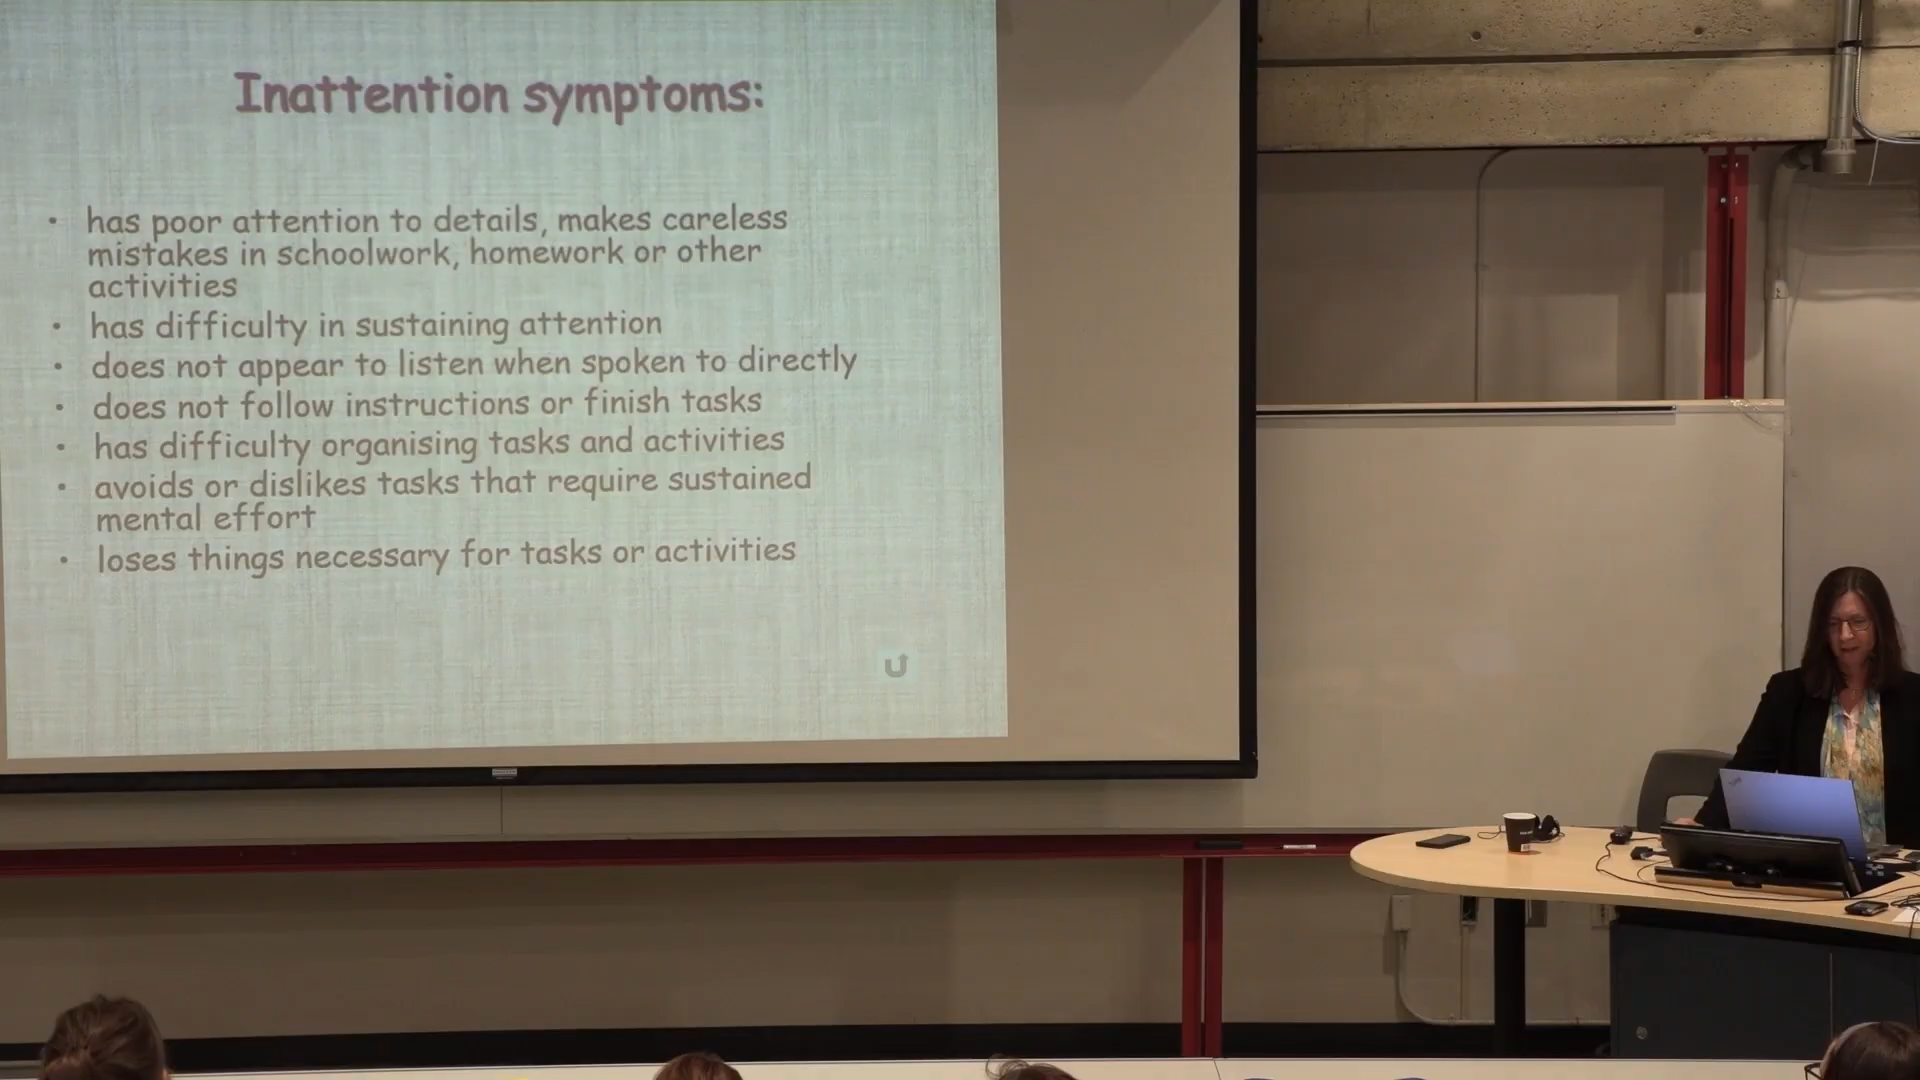 Inattention symptoms:
• has poor attention to details, makes careless
mistakes in schoolwork, homework or other
activities
• has difficulty in sustaining attention
• does not appear to listen when spoken to directly
• does not follow instructions or finish tasks
• has difficulty organising tasks and activities
• avoids or dislikes tasks that require sustained
mental effort
• loses things necessary for tasks or activities